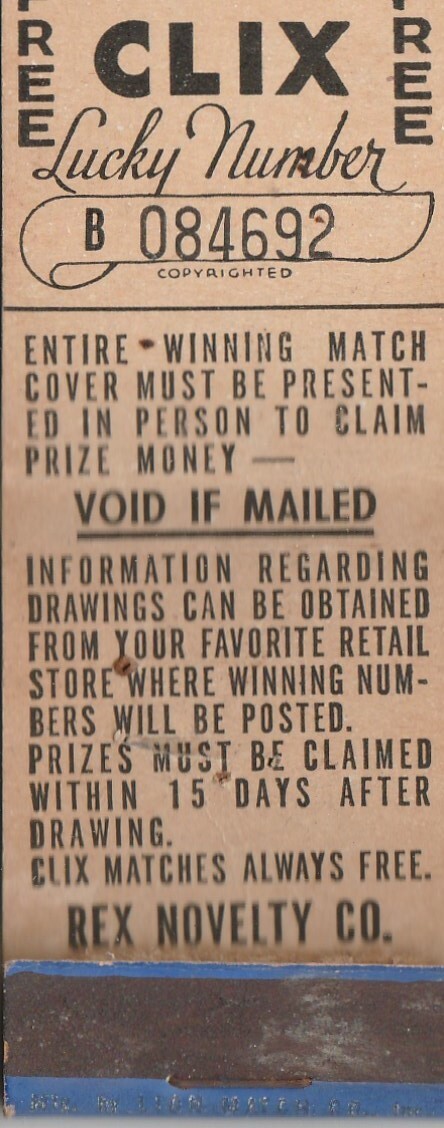 FREE
CLIX
FREE
Lucky Number
B 084692
COPYRIGHTED
ENTIRE WINNING MATCH
COVER MUST BE PRESENT-
ED IN PERSON TO CLAIM
PRIZE MONEY —
VOID IF MAILED
INFORMATION REGARDING
DRAWINGS CAN BE OBTAINED
FROM YOUR FAVORITE RETAIL
STORE WHERE WINNING NUM-
BERS WILL BE POSTED.
PRIZES MUST BE CLAIMED
WITHIN 15 DAYS AFTER
DRAWING.
CLIX MATCHES ALWAYS FREE.
REX NOVELTY CO.
MATCH CO.